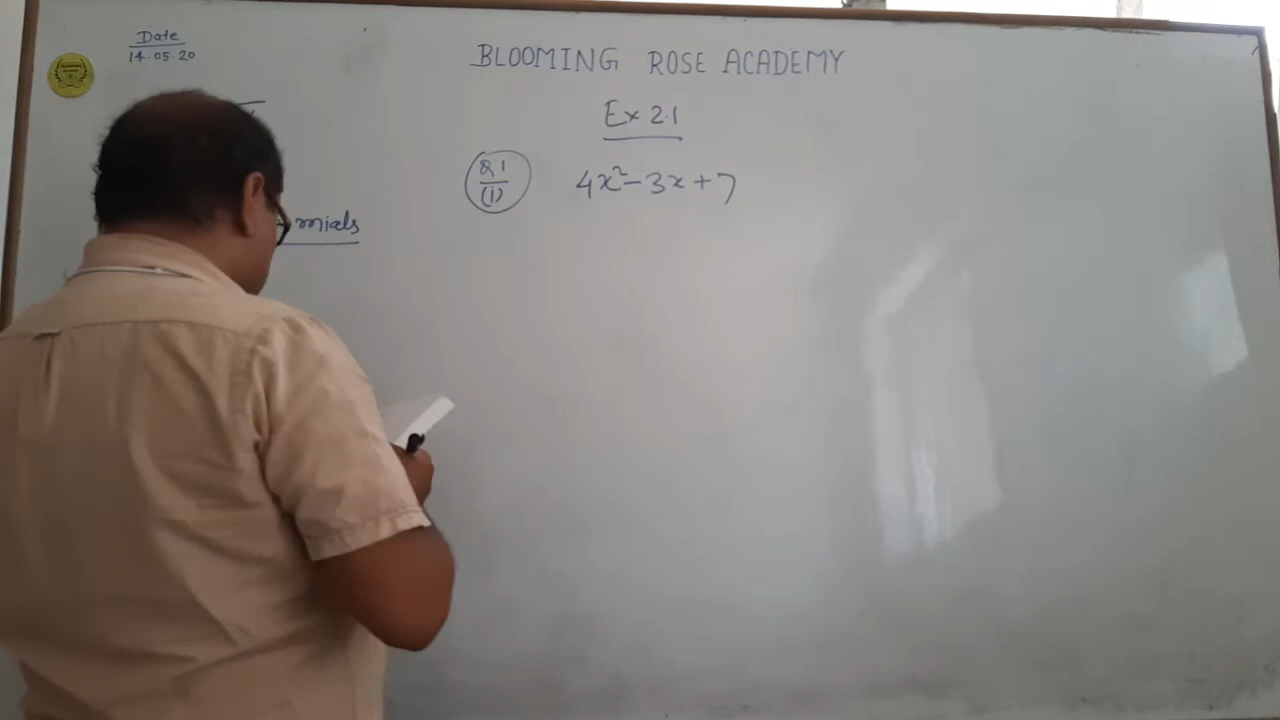 Date
14.05.20
BLOOMING ROSE ACADEMY
Ex 2.1
Q 1
(i)
4x²-3x+7
mials